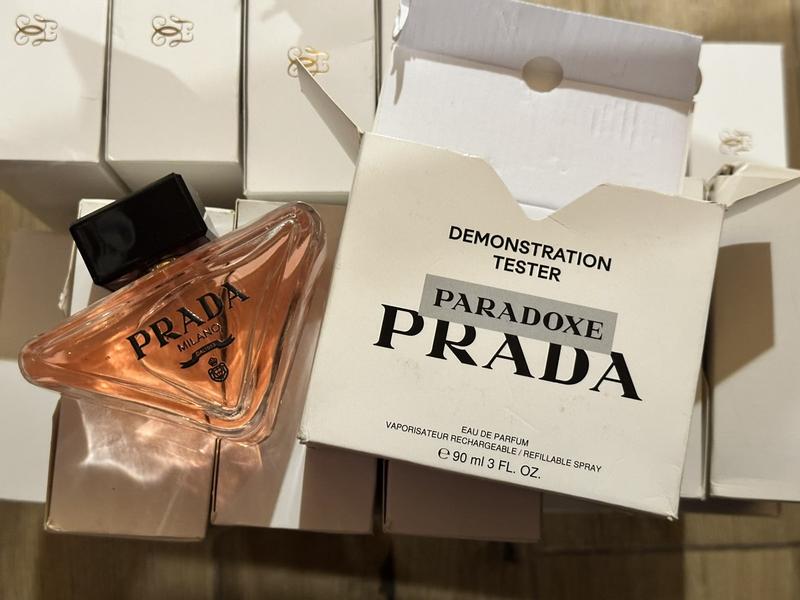 PRADA
MILANO
DEMONSTRATION
TESTER
PARADOXE
PRADA
EAU DE PARFUM
VAPORISATEUR RECHARGEABLE / REFILLABLE SPRAY
℮ 90 ml 3 FL. OZ.